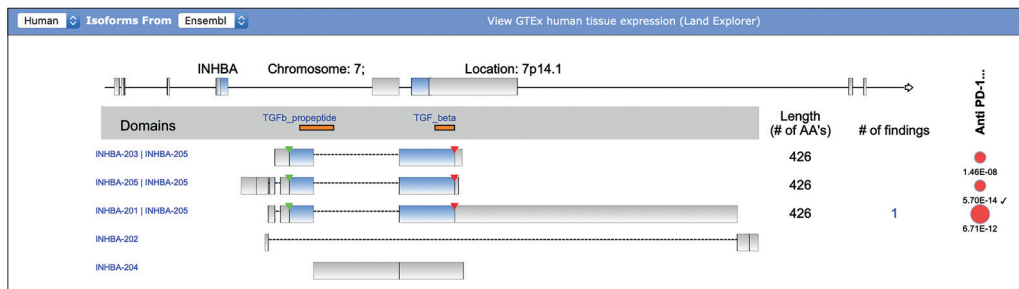 Human Isoforms From Ensembl View GTEx human tissue expression (Land Explorer)
INHBA Chromosome: 7; Location: 7p14.1
Anti PD-1...
Domains TGFb_propeptide TGF_beta Length (# of AA's) # of findings
INHBA-203 | INHBA-205 426
1.46E-08
INHBA-205 | INHBA-205 426
5.70E-14 ✓
INHBA-201 | INHBA-205 426 1
6.71E-12
INHBA-202
INHBA-204